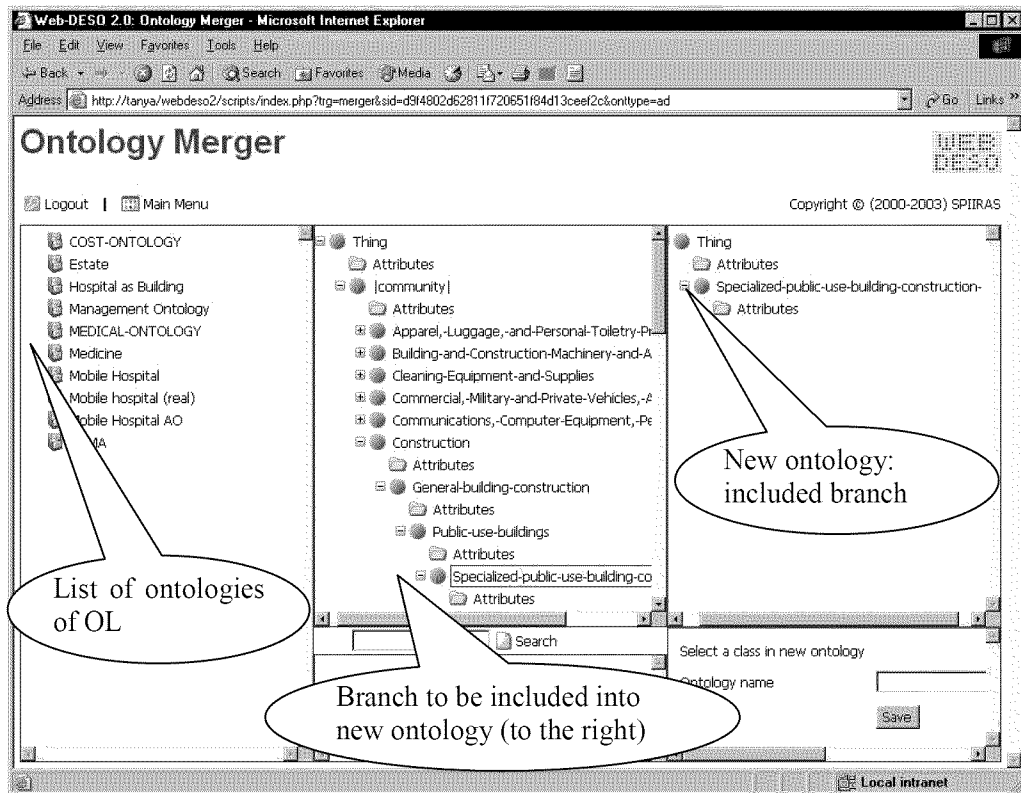 Web-DESO 2.0: Ontology Merger - Microsoft Internet Explorer
File Edit View Favorites Tools Help
Back Search Favorites Media
Address http://tanya/webdeso2/scripts/index.php?trg=merger&sid=d9f4802d62811f720651f84d13ceef2c&onttype=ad Go Links »
Ontology Merger
WEB
DESO
Logout | Main Menu
Copyright © (2000-2003) SPIIRAS
COST-ONTOLOGY
Estate
Hospital as Building
Management Ontology
MEDICAL-ONTOLOGY
Medicine
Mobile Hospital
Mobile hospital (real)
Mobile Hospital AO
MA
List of ontologies
of OL
Thing
Attributes
|community|
Attributes
Apparel,-Luggage,-and-Personal-Toiletry-Pr
Building-and-Construction-Machinery-and-A
Cleaning-Equipment-and-Supplies
Commercial,-Military-and-Private-Vehicles,-A
Communications,-Computer-Equipment,-Pe
Construction
Attributes
General-building-construction
Attributes
Public-use-buildings
Attributes
Specialized-public-use-building-co
Attributes
Search
Branch to be included into
new ontology (to the right)
Thing
Attributes
Specialized-public-use-building-construction-
Attributes
New ontology:
included branch
Select a class in new ontology
Ontology name
Save
Local intranet